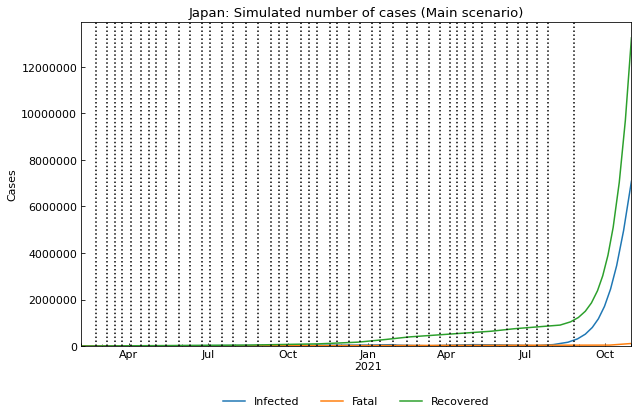 Japan: Simulated number of cases (Main scenario)
12000000
10000000
8000000
6000000
4000000
2000000
0
Cases
Apr Jul Oct Jan Apr Jul Oct
2021
Infected Fatal Recovered